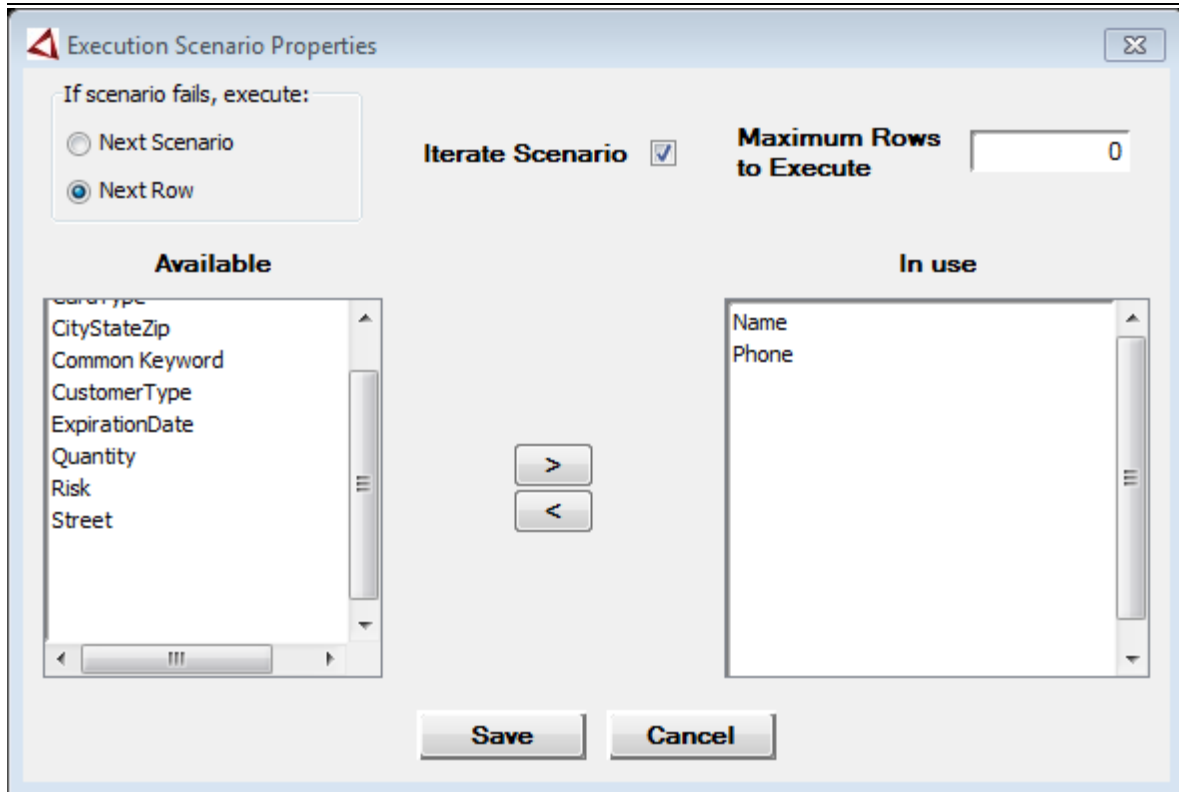 Execution Scenario Properties
If scenario fails, execute:
Next Scenario
Next Row
Iterate Scenario
Maximum Rows
to Execute
0
Available
In use
CardType
CityStateZip
Common Keyword
CustomerType
ExpirationDate
Quantity
Risk
Street
Name
Phone
>
<
Save
Cancel